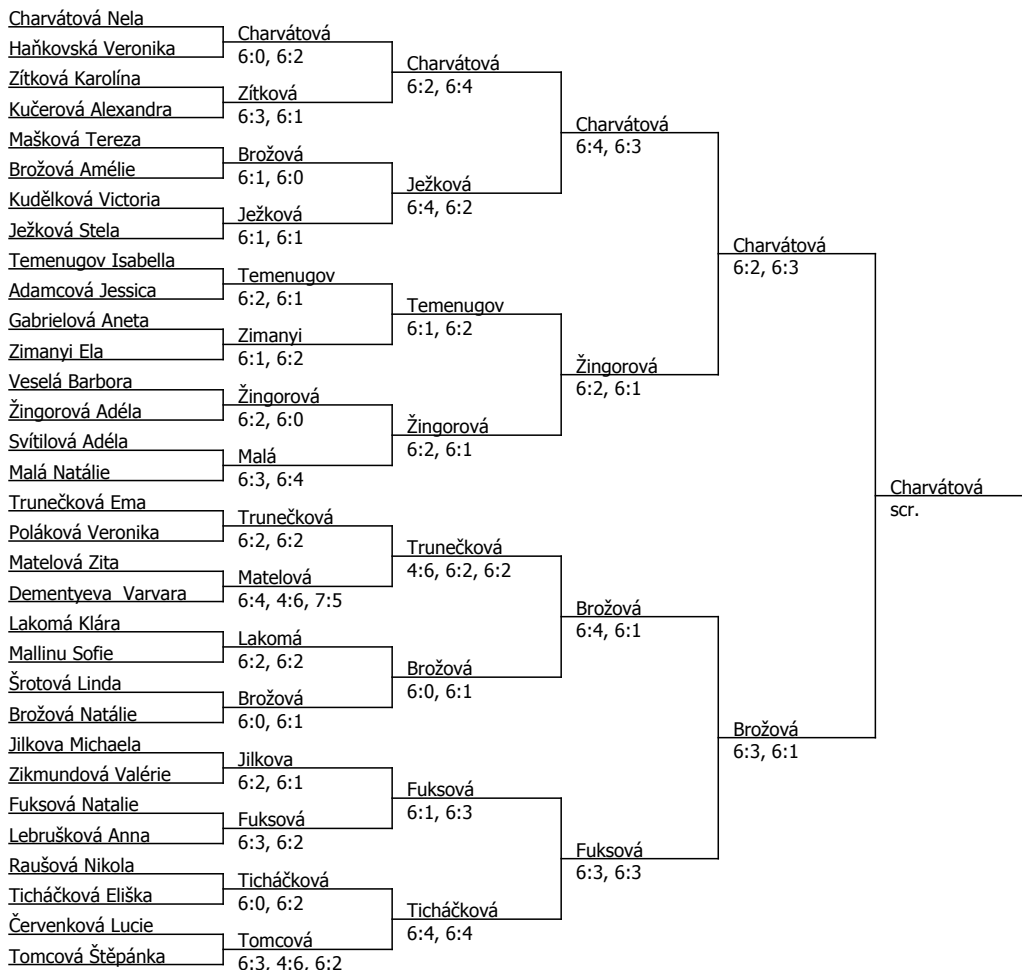 Charvátová Nela
Haňkovská Veronika
Zítková Karolína
Kučerová Alexandra
Mašková Tereza
Brožová Amélie
Kudělková Victoria
Ježková Stela
Temenugov Isabella
Adamcová Jessica
Gabrielová Aneta
Zimanyi Ela
Veselá Barbora
Žingorová Adéla
Svítilová Adéla
Malá Natálie
Trunečková Ema
Poláková Veronika
Matelová Zita
Dementyeva  Varvara
Lakomá Klára
Mallinu Sofie
Šrotová Linda
Brožová Natálie
Jilkova Michaela
Zikmundová Valérie
Fuksová Natalie
Lebrušková Anna
Raušová Nikola
Ticháčková Eliška
Červenková Lucie
Tomcová Štěpánka
Charvátová
6:0, 6:2
Zítková
6:3, 6:1
Brožová
6:1, 6:0
Ježková
6:1, 6:1
Temenugov
6:2, 6:1
Zimanyi
6:1, 6:2
Žingorová
6:2, 6:0
Malá
6:3, 6:4
Trunečková
6:2, 6:2
Matelová
6:4, 4:6, 7:5
Lakomá
6:2, 6:2
Brožová
6:0, 6:1
Jilkova
6:2, 6:1
Fuksová
6:3, 6:2
Ticháčková
6:0, 6:2
Tomcová
6:3, 4:6, 6:2
Charvátová
6:2, 6:4
Ježková
6:4, 6:2
Temenugov
6:1, 6:2
Žingorová
6:2, 6:1
Trunečková
4:6, 6:2, 6:2
Brožová
6:0, 6:1
Fuksová
6:1, 6:3
Ticháčková
6:4, 6:4
Charvátová
6:4, 6:3
Žingorová
6:2, 6:1
Brožová
6:4, 6:1
Fuksová
6:3, 6:3
Charvátová
6:2, 6:3
Brožová
6:3, 6:1
Charvátová
scr.